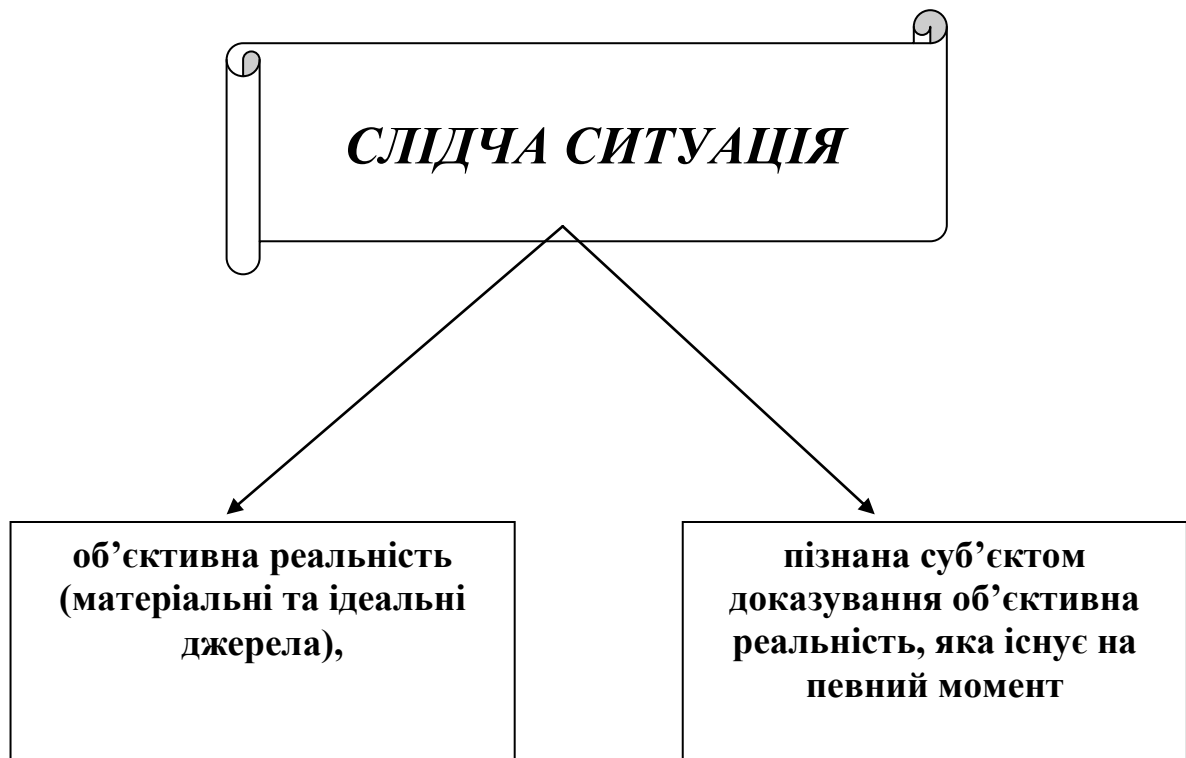 СЛІДЧА СИТУАЦІЯ
об’єктивна реальність
(матеріальні та ідеальні
джерела),
пізнана суб’єктом
доказування об’єктивна
реальність, яка існує на
певний момент